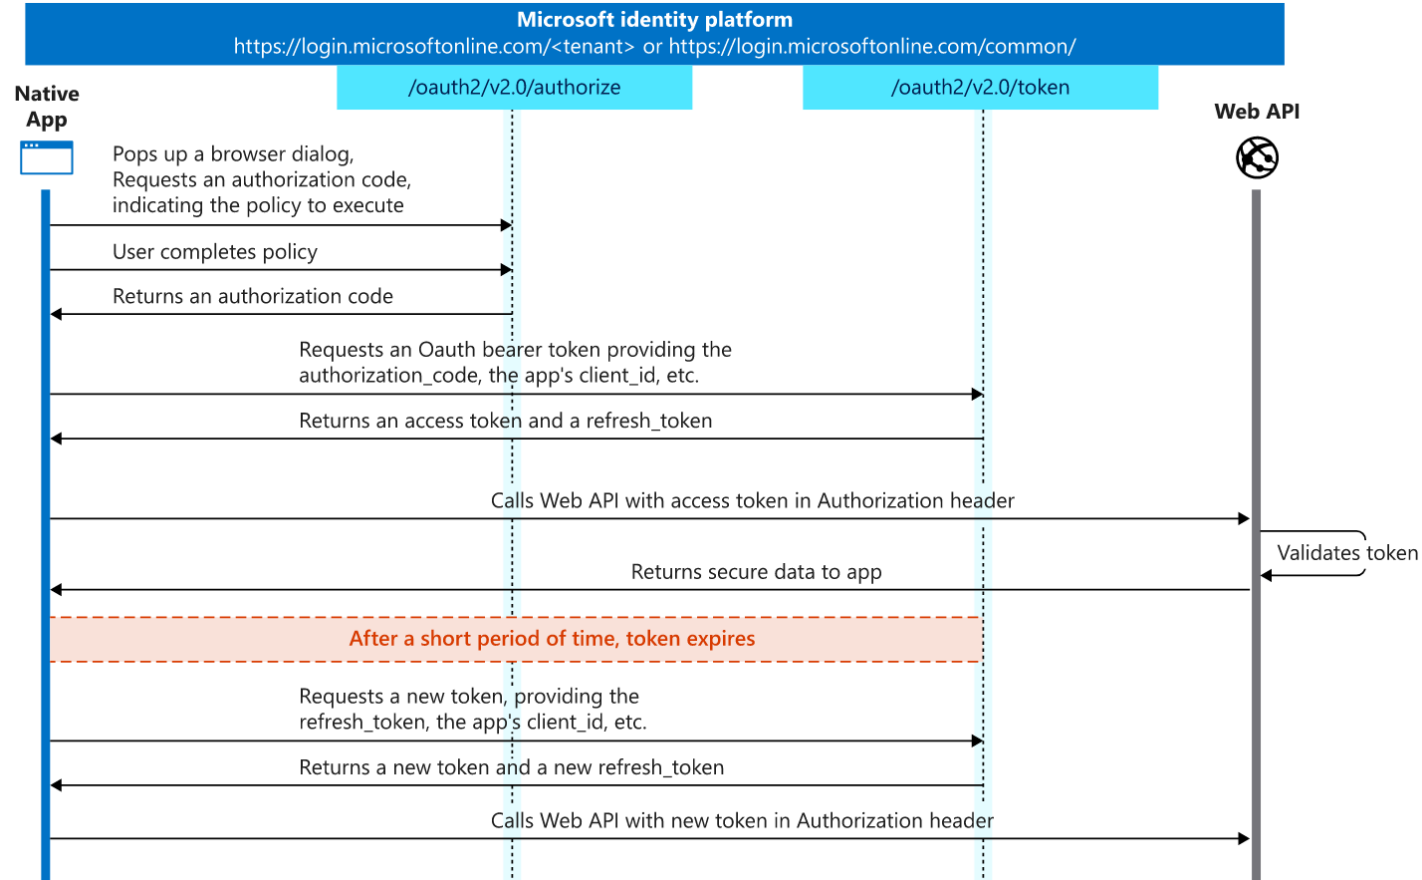 Microsoft identity platform
https://login.microsoftonline.com/<tenant> or https://login.microsoftonline.com/common/
/oauth2/v2.0/authorize
/oauth2/v2.0/token
Native
App
Web API
Pops up a browser dialog,
Requests an authorization code,
indicating the policy to execute
User completes policy
Returns an authorization code
Requests an Oauth bearer token providing the
authorization_code, the app's client_id, etc.
Returns an access token and a refresh_token
Calls Web API with access token in Authorization header
Validates token
Returns secure data to app
After a short period of time, token expires
Requests a new token, providing the
refresh_token, the app's client_id, etc.
Returns a new token and a new refresh_token
Calls Web API with new token in Authorization header